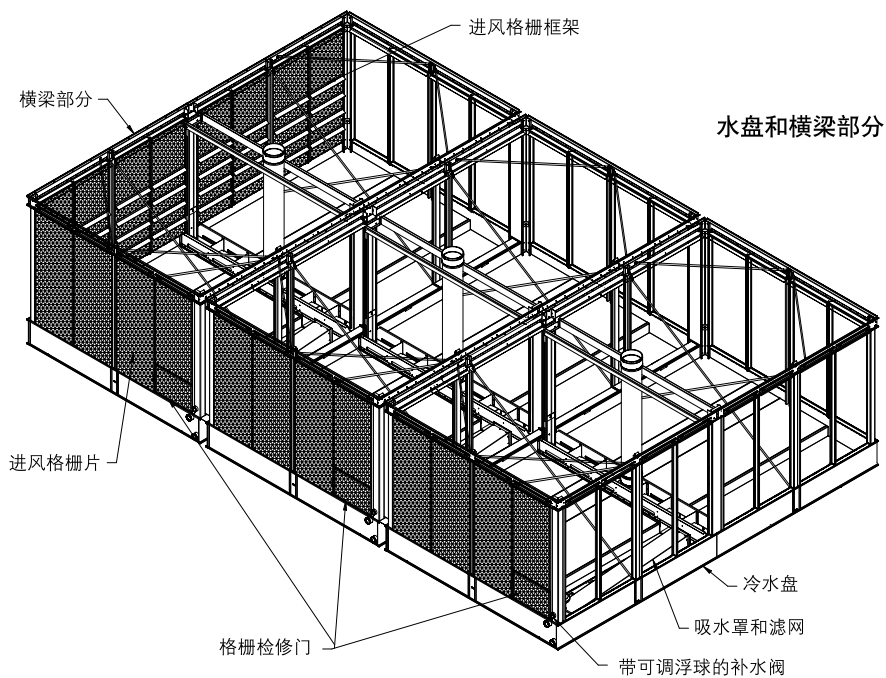 进风格栅框架
横梁部分
水盘和横梁部分
进风格栅片
冷水盘
吸水罩和滤网
格栅检修门
带可调浮球的补水阀